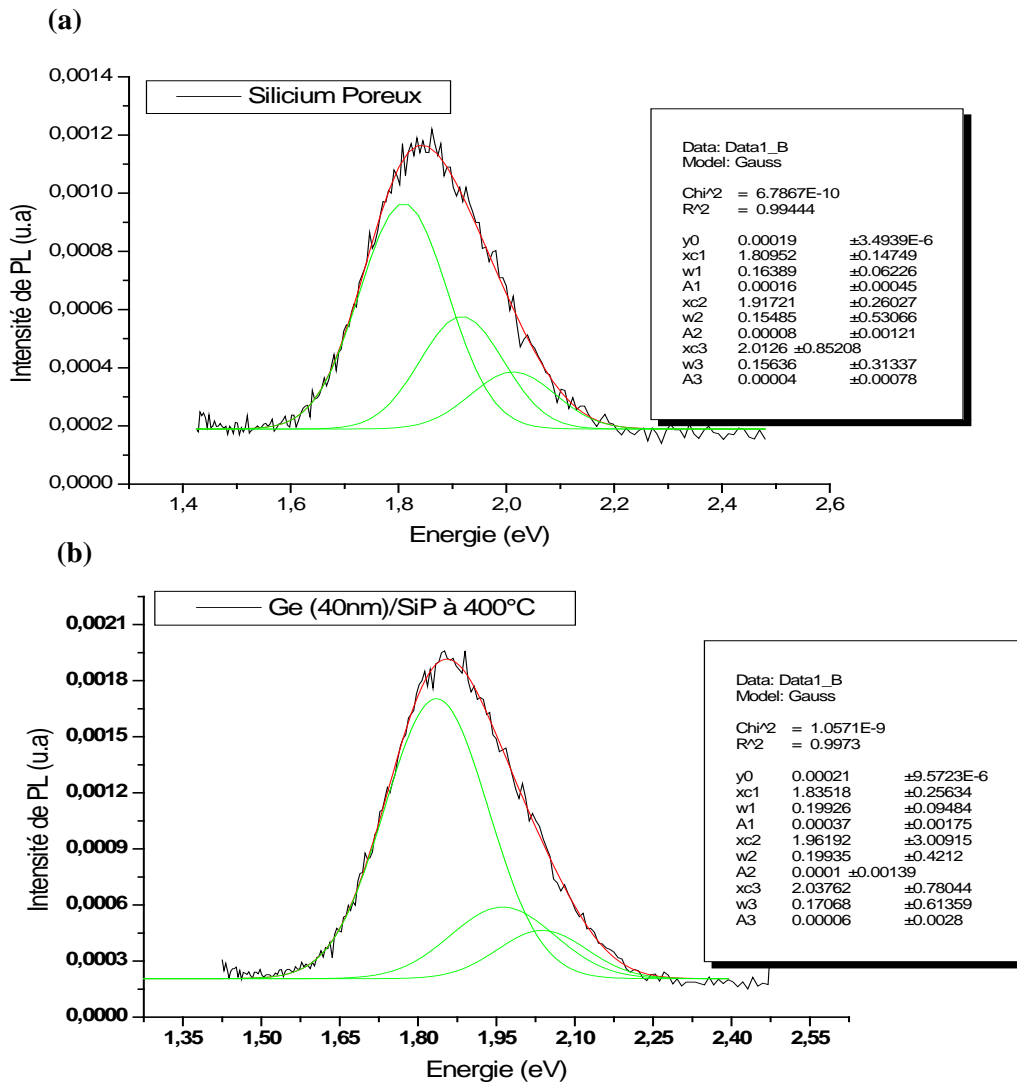 (a)
0,0014
0,0012
0,0010
0,0008
0,0006
0,0004
0,0002
0,0000
Intensité de PL (u.a)
Silicium Poreux
Data: Data1_B
Model: Gauss
Chi^2 = 6.7867E-10
R^2 = 0.99444
y0 0.00019 ±3.4939E-6
xc1 1.80952 ±0.14749
w1 0.16389 ±0.06226
A1 0.00016 ±0.00045
xc2 1.91721 ±0.26027
w2 0.15485 ±0.53066
A2 0.00008 ±0.00121
xc3 2.0126 ±0.85208
w3 0.15636 ±0.31337
A3 0.00004 ±0.00078
1,4 1,6 1,8 2,0 2,2 2,4 2,6
Energie (eV)
(b)
0,0021
0,0018
0,0015
0,0012
0,0009
0,0006
0,0003
0,0000
Intensité de PL (u.a)
Ge (40nm)/SiP à 400°C
Data: Data1_B
Model: Gauss
Chi^2 = 1.0571E-9
R^2 = 0.9973
y0 0.00021 ±9.5723E-6
xc1 1.83518 ±0.25634
w1 0.19926 ±0.09484
A1 0.00037 ±0.00175
xc2 1.96192 ±3.00915
w2 0.19935 ±0.4212
A2 0.0001 ±0.00139
xc3 2.03762 ±0.78044
w3 0.17068 ±0.61359
A3 0.00006 ±0.0028
1,35 1,50 1,65 1,80 1,95 2,10 2,25 2,40 2,55
Energie (eV)